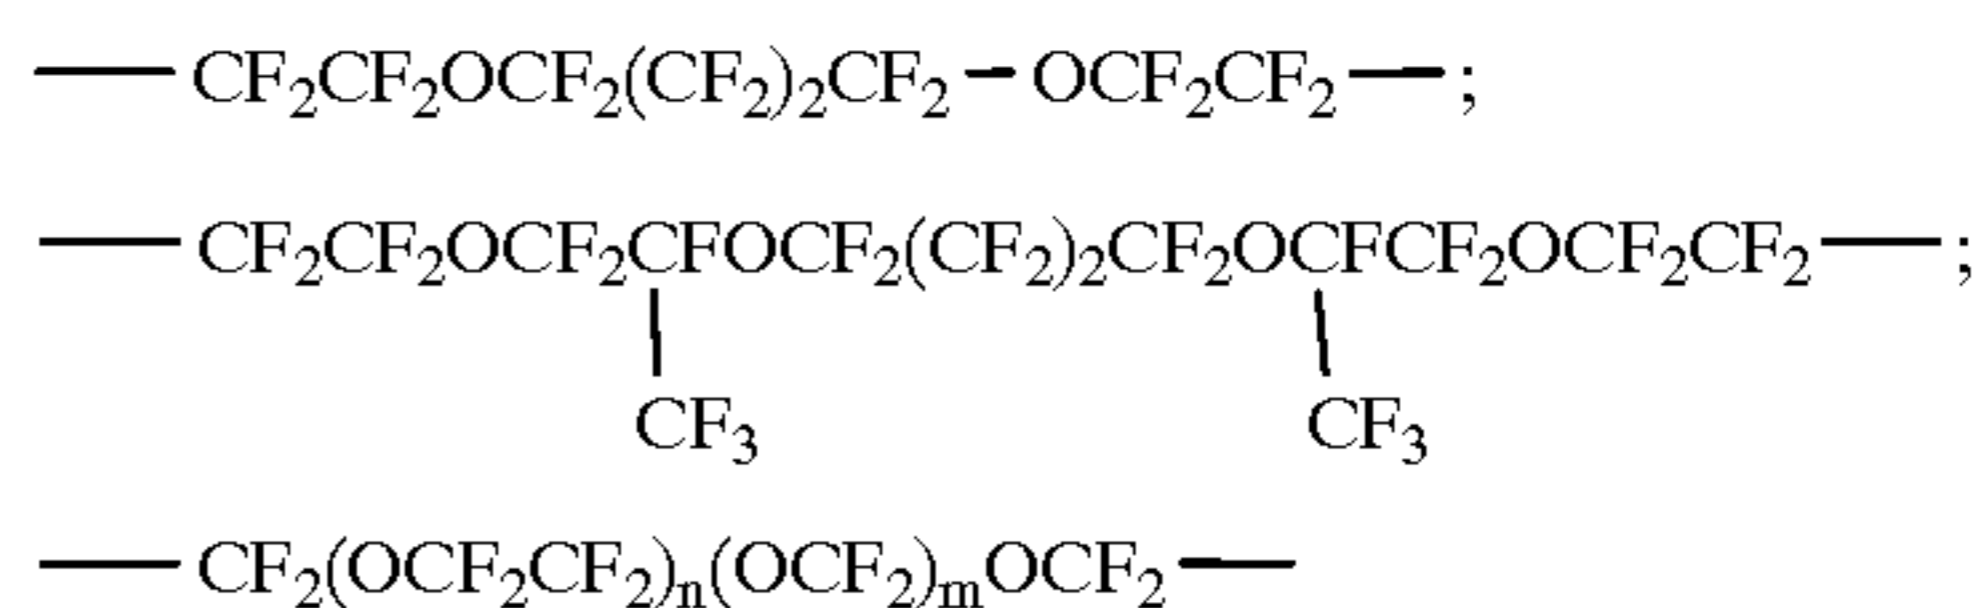 —CF₂CF₂OCF₂(CF₂)₂CF₂—OCF₂CF₂—;
—CF₂CF₂OCF₂CFOCF₂(CF₂)₂CF₂OCFCF₂OCF₂CF₂—;
CF₃ CF₃
—CF₂(OCF₂CF₂)ₙ(OCF₂)ₘOCF₂—